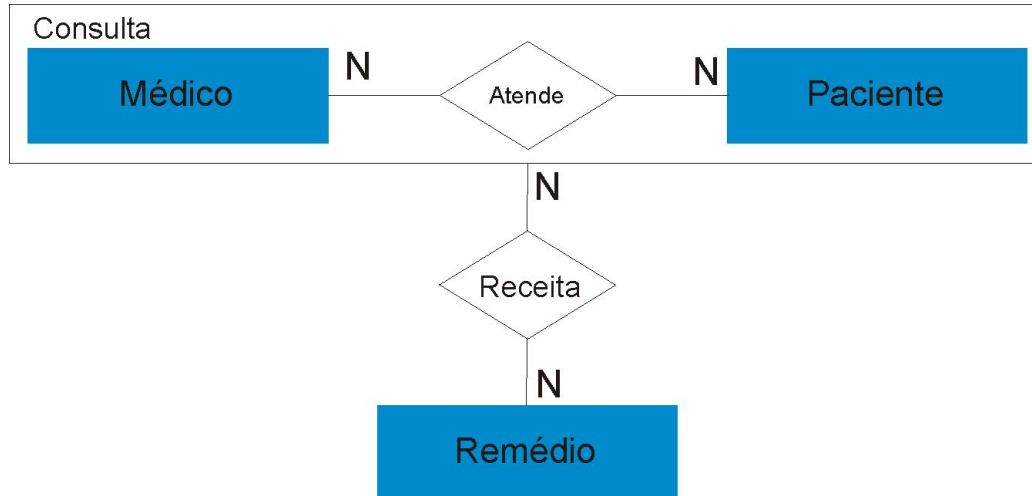 Consulta
Médico
N
Atende
N
Paciente
N
Receita
N
Remédio